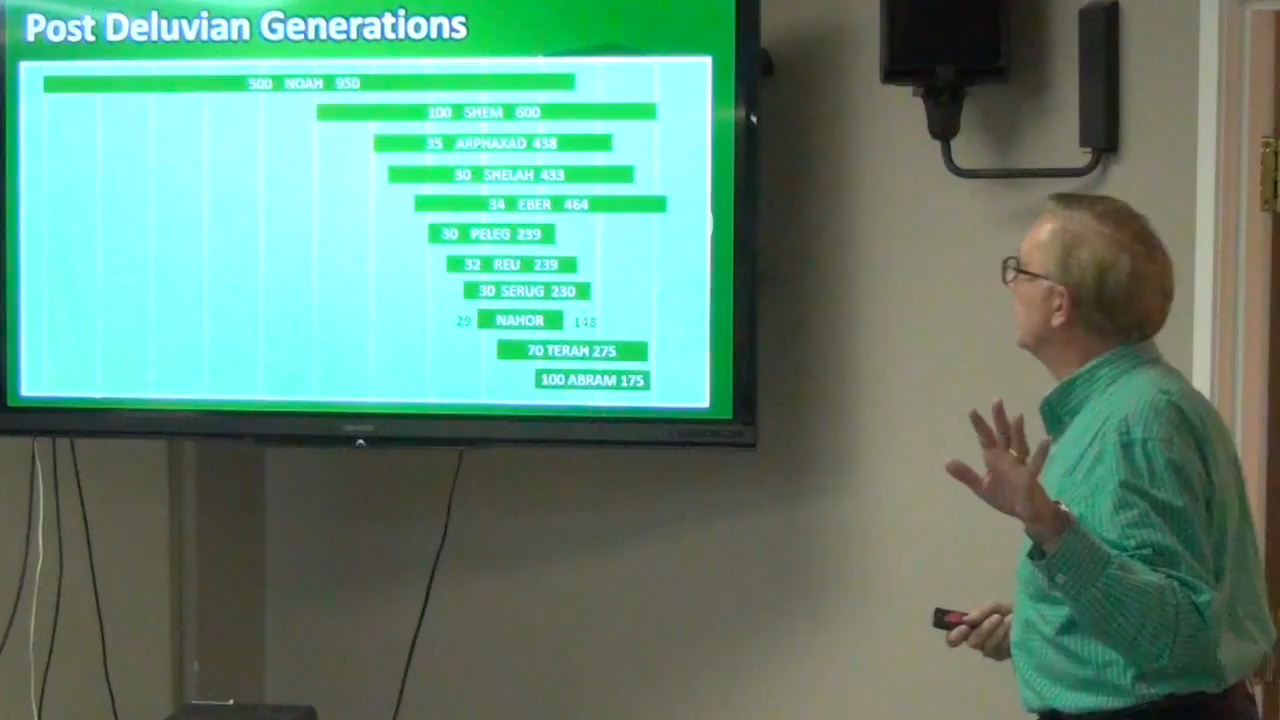 Post Deluvian Generations
500 NOAH 950
100 SHEM 600
35 ARPHAXAD 438
30 SHELAH 433
34 EBER 464
30 PELEG 239
32 REU 239
30 SERUG 230
29 NAHOR 148
70 TERAH 275
100 ABRAM 175